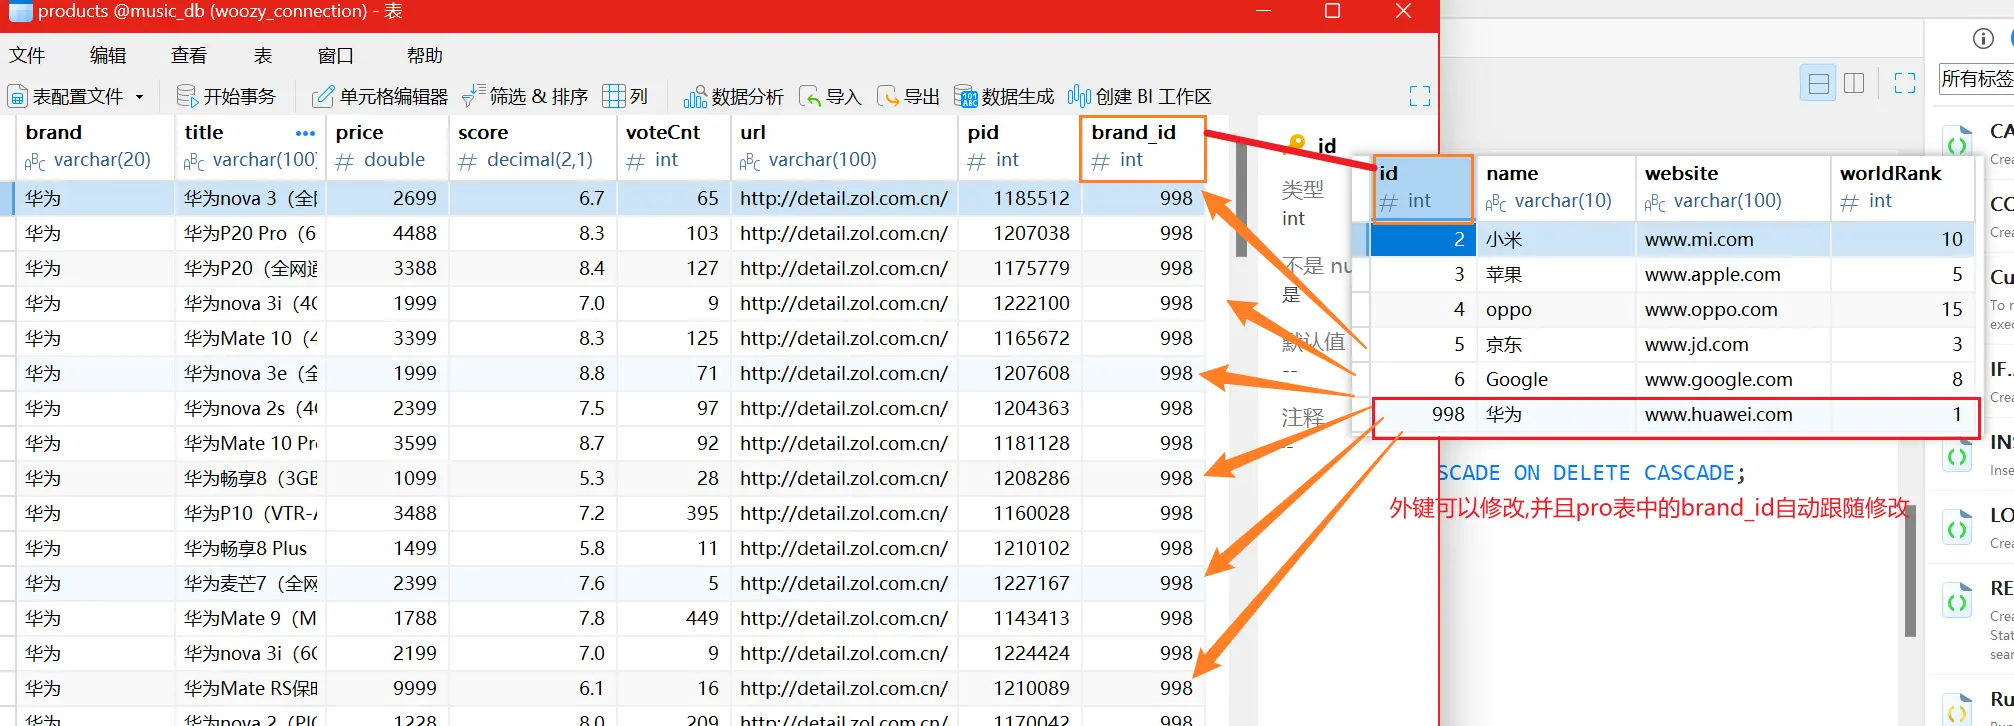 products @music_db (woozy_connection) - 表
文件 编辑 查看 表 窗口 帮助
表配置文件 开始事务 单元格编辑器 筛选 & 排序 列 数据分析 导入 导出 数据生成 创建 BI 工作区
所有标签
brand title price score voteCnt url pid brand_id
varchar(20) varchar(100) # double # decimal(2,1) # int varchar(100) # int # int
华为 华为nova 3（全网 2699 6.7 65 http://detail.zol.com.cn/ 1185512 998
华为 华为P20 Pro（6 4488 8.3 103 http://detail.zol.com.cn/ 1207038 998
华为 华为P20（全网通 3388 8.4 127 http://detail.zol.com.cn/ 1175779 998
华为 华为nova 3i（4G 1999 7.0 9 http://detail.zol.com.cn/ 1222100 998
华为 华为Mate 10（4 3399 8.3 125 http://detail.zol.com.cn/ 1165672 998
华为 华为nova 3e（全 1999 8.8 71 http://detail.zol.com.cn/ 1207608 998
华为 华为nova 2s（4G 2399 7.5 97 http://detail.zol.com.cn/ 1204363 998
华为 华为Mate 10 Pr 3599 8.7 92 http://detail.zol.com.cn/ 1181128 998
华为 华为畅享8（3GB 1099 5.3 28 http://detail.zol.com.cn/ 1208286 998
华为 华为P10（VTR-A 3488 7.2 395 http://detail.zol.com.cn/ 1160028 998
华为 华为畅享8 Plus 1499 5.8 11 http://detail.zol.com.cn/ 1210102 998
华为 华为麦芒7（全网 2399 7.6 5 http://detail.zol.com.cn/ 1227167 998
华为 华为Mate 9（M 1788 7.8 449 http://detail.zol.com.cn/ 1143413 998
华为 华为nova 3i（6G 2199 7.0 9 http://detail.zol.com.cn/ 1224424 998
华为 华为Mate RS保时 9999 6.1 16 http://detail.zol.com.cn/ 1210089 998
华为 华为nova 2（PIC 1228 8.0 209 http://detail.zol.com.cn/ 1170042 998
id
类型
int
不是 nu
是
默认值
--
注释
--
id name website worldRank
# int varchar(10) varchar(100) # int
2 小米 www.mi.com 10
3 苹果 www.apple.com 5
4 oppo www.oppo.com 15
5 京东 www.jd.com 3
6 Google www.google.com 8
998 华为 www.huawei.com 1
SCADE ON DELETE CASCADE;
外键可以修改,并且pro表中的brand_id自动跟随修改
CA
Crea
CO
Crea
Cu
To r
exec
IF..
Crea
INS
Inse
LO
Crea
RE
Crea
Stat
sear
Ru